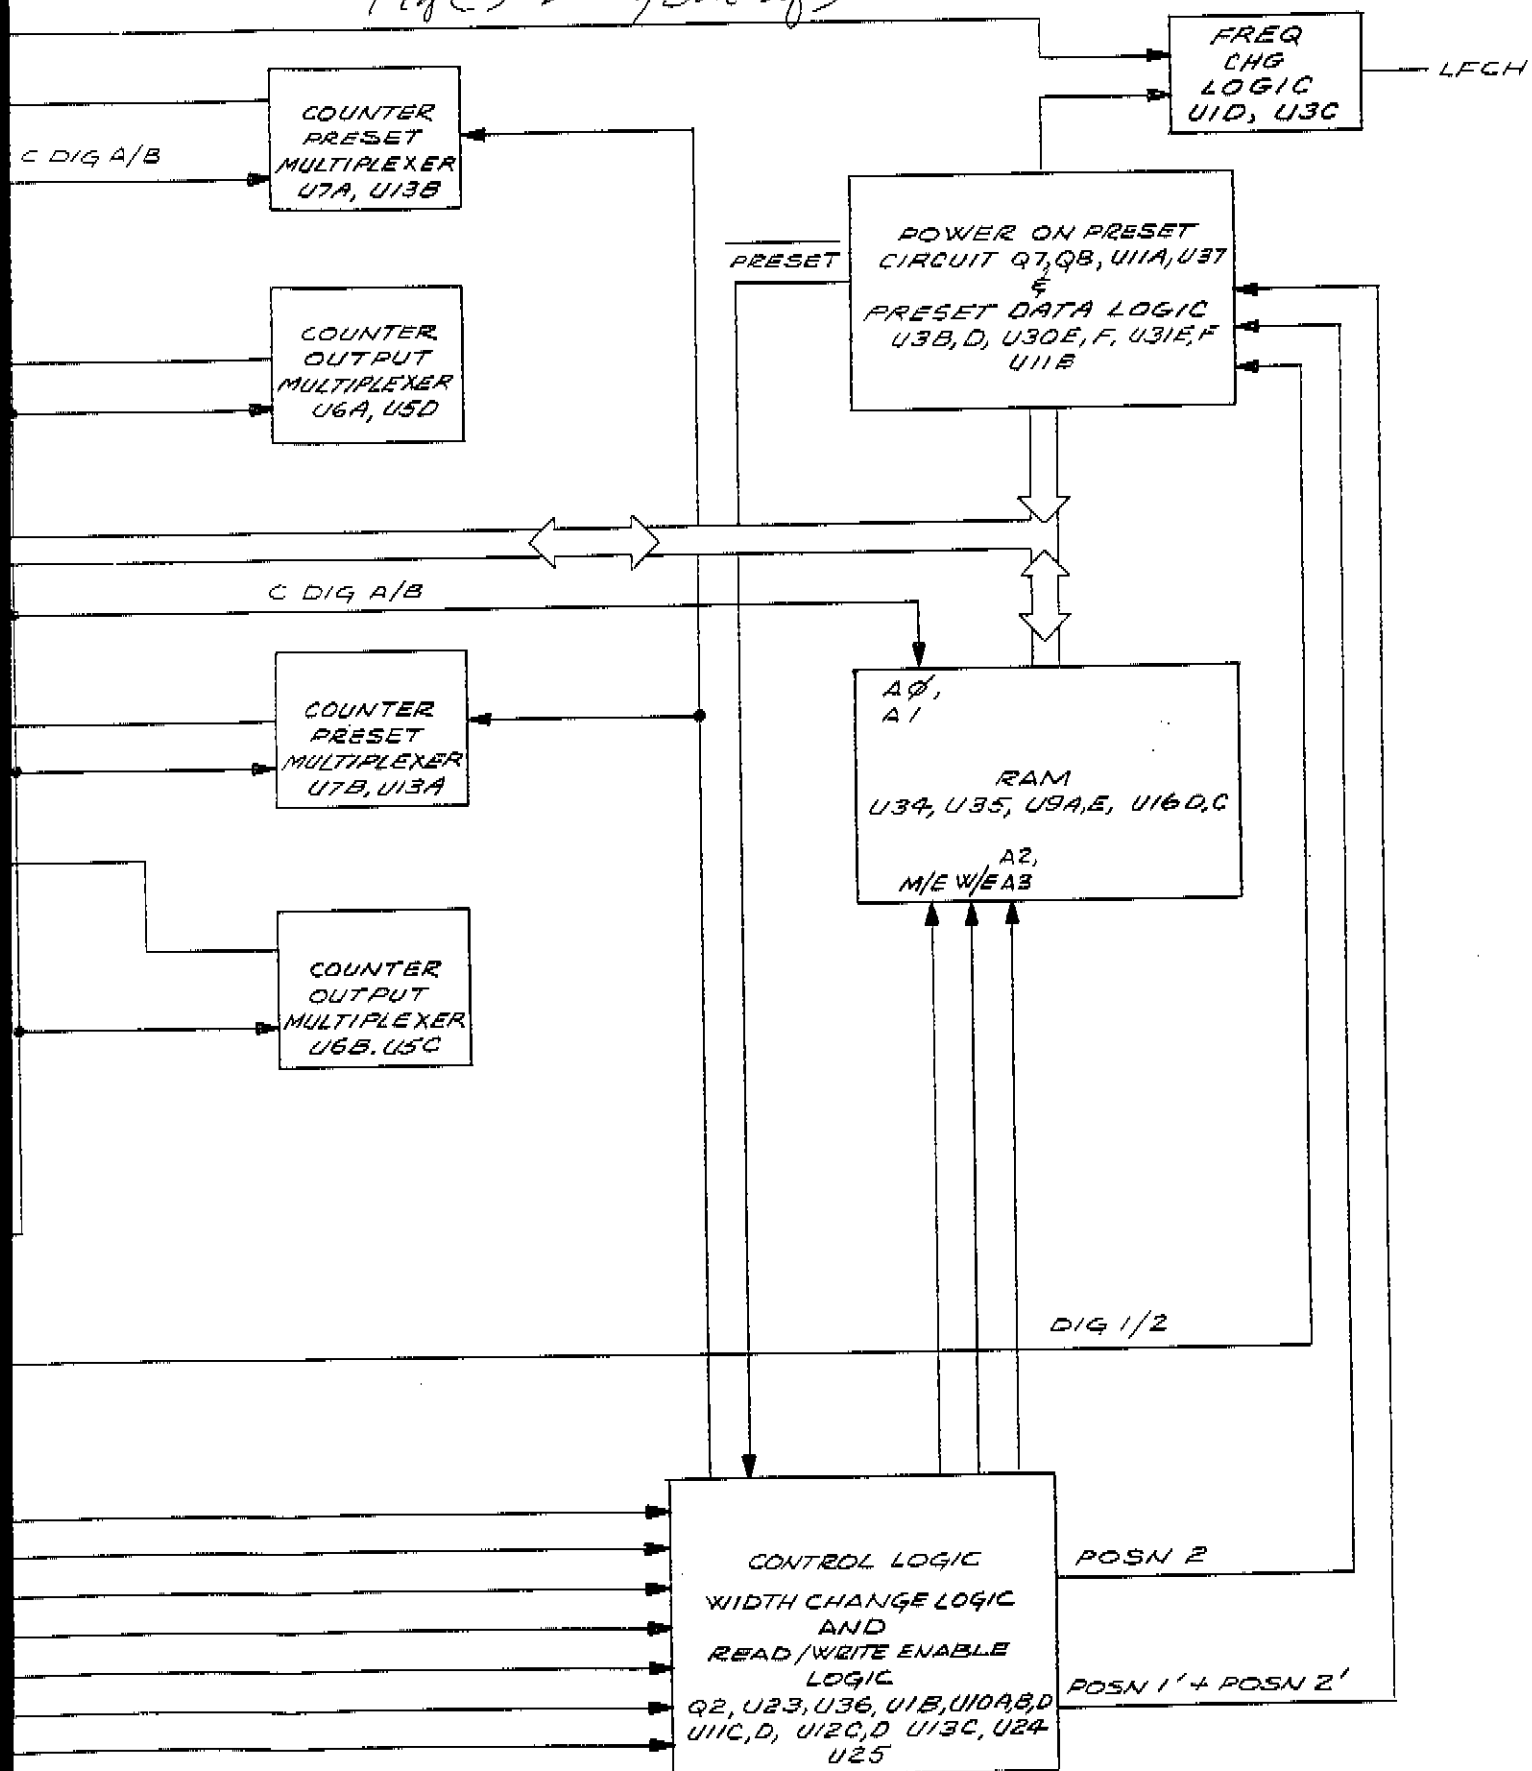 FREQ
CHG
LOGIC
U1D, U3C
LFCH
COUNTER
PRESET
MULTIPLEXER
U7A, U13B
C DIG A/B
POWER ON PRESET
CIRCUIT Q7, Q8, U11A, U37
&
PRESET DATA LOGIC
U3B, D, U30E, F, U31E, F
U11B
PRESET
COUNTER
OUTPUT
MULTIPLEXER
U6A, U5D
C DIG A/B
COUNTER
PRESET
MULTIPLEXER
U7B, U13A
AØ,
A1
RAM
U34, U35, U9A,E, U16D,C
A2,
M/E W/E A3
COUNTER
OUTPUT
MULTIPLEXER
U6B. U5C
DIG 1/2
CONTROL LOGIC
WIDTH CHANGE LOGIC
AND
READ/WRITE ENABLE
LOGIC
Q2, U23, U36, U1B, U10A,B,D
U11C,D, U12C,D U13C, U24
U25
POSN 2
POSN 1' + POSN 2'